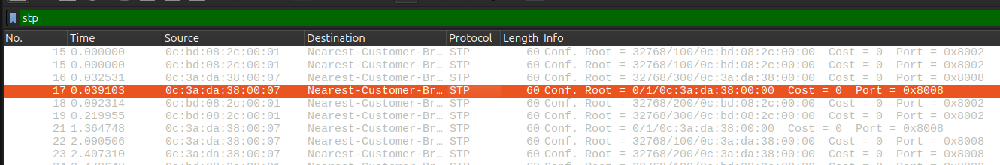 stp
No. Time Source Destination Protocol Length Info
15 0.000000 0c:bd:08:2c:00:01 Nearest-Customer-Br… STP 60 Conf. Root = 32768/100/0c:bd:08:2c:00:00 Cost = 0 Port = 0x8002
15 0.000000 0c:bd:08:2c:00:01 Nearest-Customer-Br… STP 60 Conf. Root = 32768/100/0c:bd:08:2c:00:00 Cost = 0 Port = 0x8002
16 0.032531 0c:3a:da:38:00:07 Nearest-Customer-Br… STP 60 Conf. Root = 32768/300/0c:3a:da:38:00:00 Cost = 0 Port = 0x8008
17 0.039103 0c:3a:da:38:00:07 Nearest-Customer-Br… STP 60 Conf. Root = 0/1/0c:3a:da:38:00:00 Cost = 0 Port = 0x8008
18 0.092314 0c:bd:08:2c:00:01 Nearest-Customer-Br… STP 60 Conf. Root = 32768/200/0c:bd:08:2c:00:00 Cost = 0 Port = 0x8002
19 0.219955 0c:bd:08:2c:00:01 Nearest-Customer-Br… STP 60 Conf. Root = 32768/300/0c:bd:08:2c:00:00 Cost = 0 Port = 0x8002
21 1.364748 0c:3a:da:38:00:07 Nearest-Customer-Br… STP 60 Conf. Root = 0/1/0c:3a:da:38:00:00 Cost = 0 Port = 0x8008
22 2.090506 0c:3a:da:38:00:07 Nearest-Customer-Br… STP 60 Conf. Root = 32768/100/0c:3a:da:38:00:00 Cost = 0 Port = 0x8008
23 2.407310 0c:3a:da:38:00:07 Nearest-Customer-Br… STP 60 Conf. Root = 32768/200/0c:3a:da:38:00:00 Cost = 0 Port = 0x8008